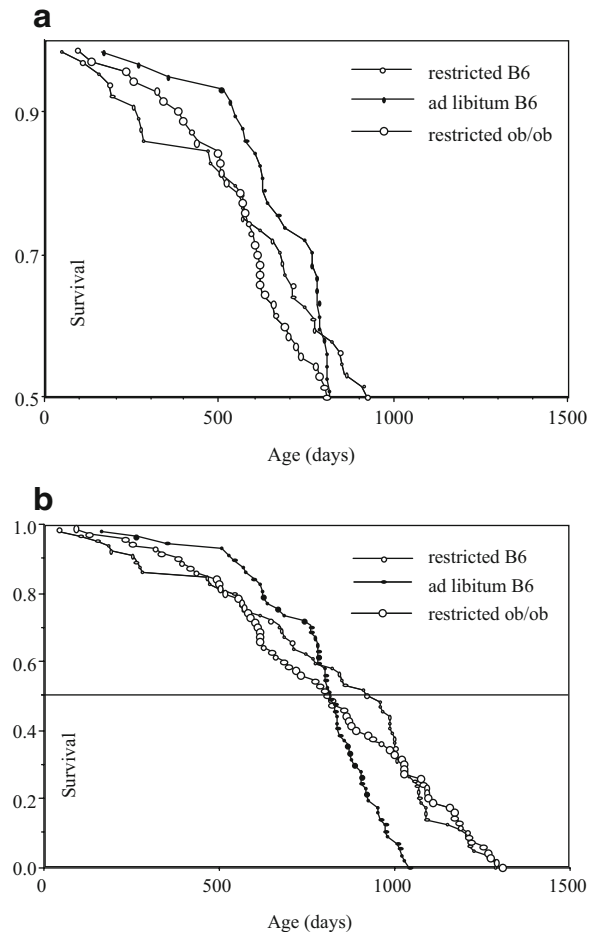 a
restricted B6
ad libitum B6
restricted ob/ob
0.9
0.7
0.5
Survival
0
500
1000
1500
Age (days)
b
1.0
0.8
0.6
0.4
0.2
0.0
restricted B6
ad libitum B6
restricted ob/ob
Survival
0
500
1000
1500
Age (days)